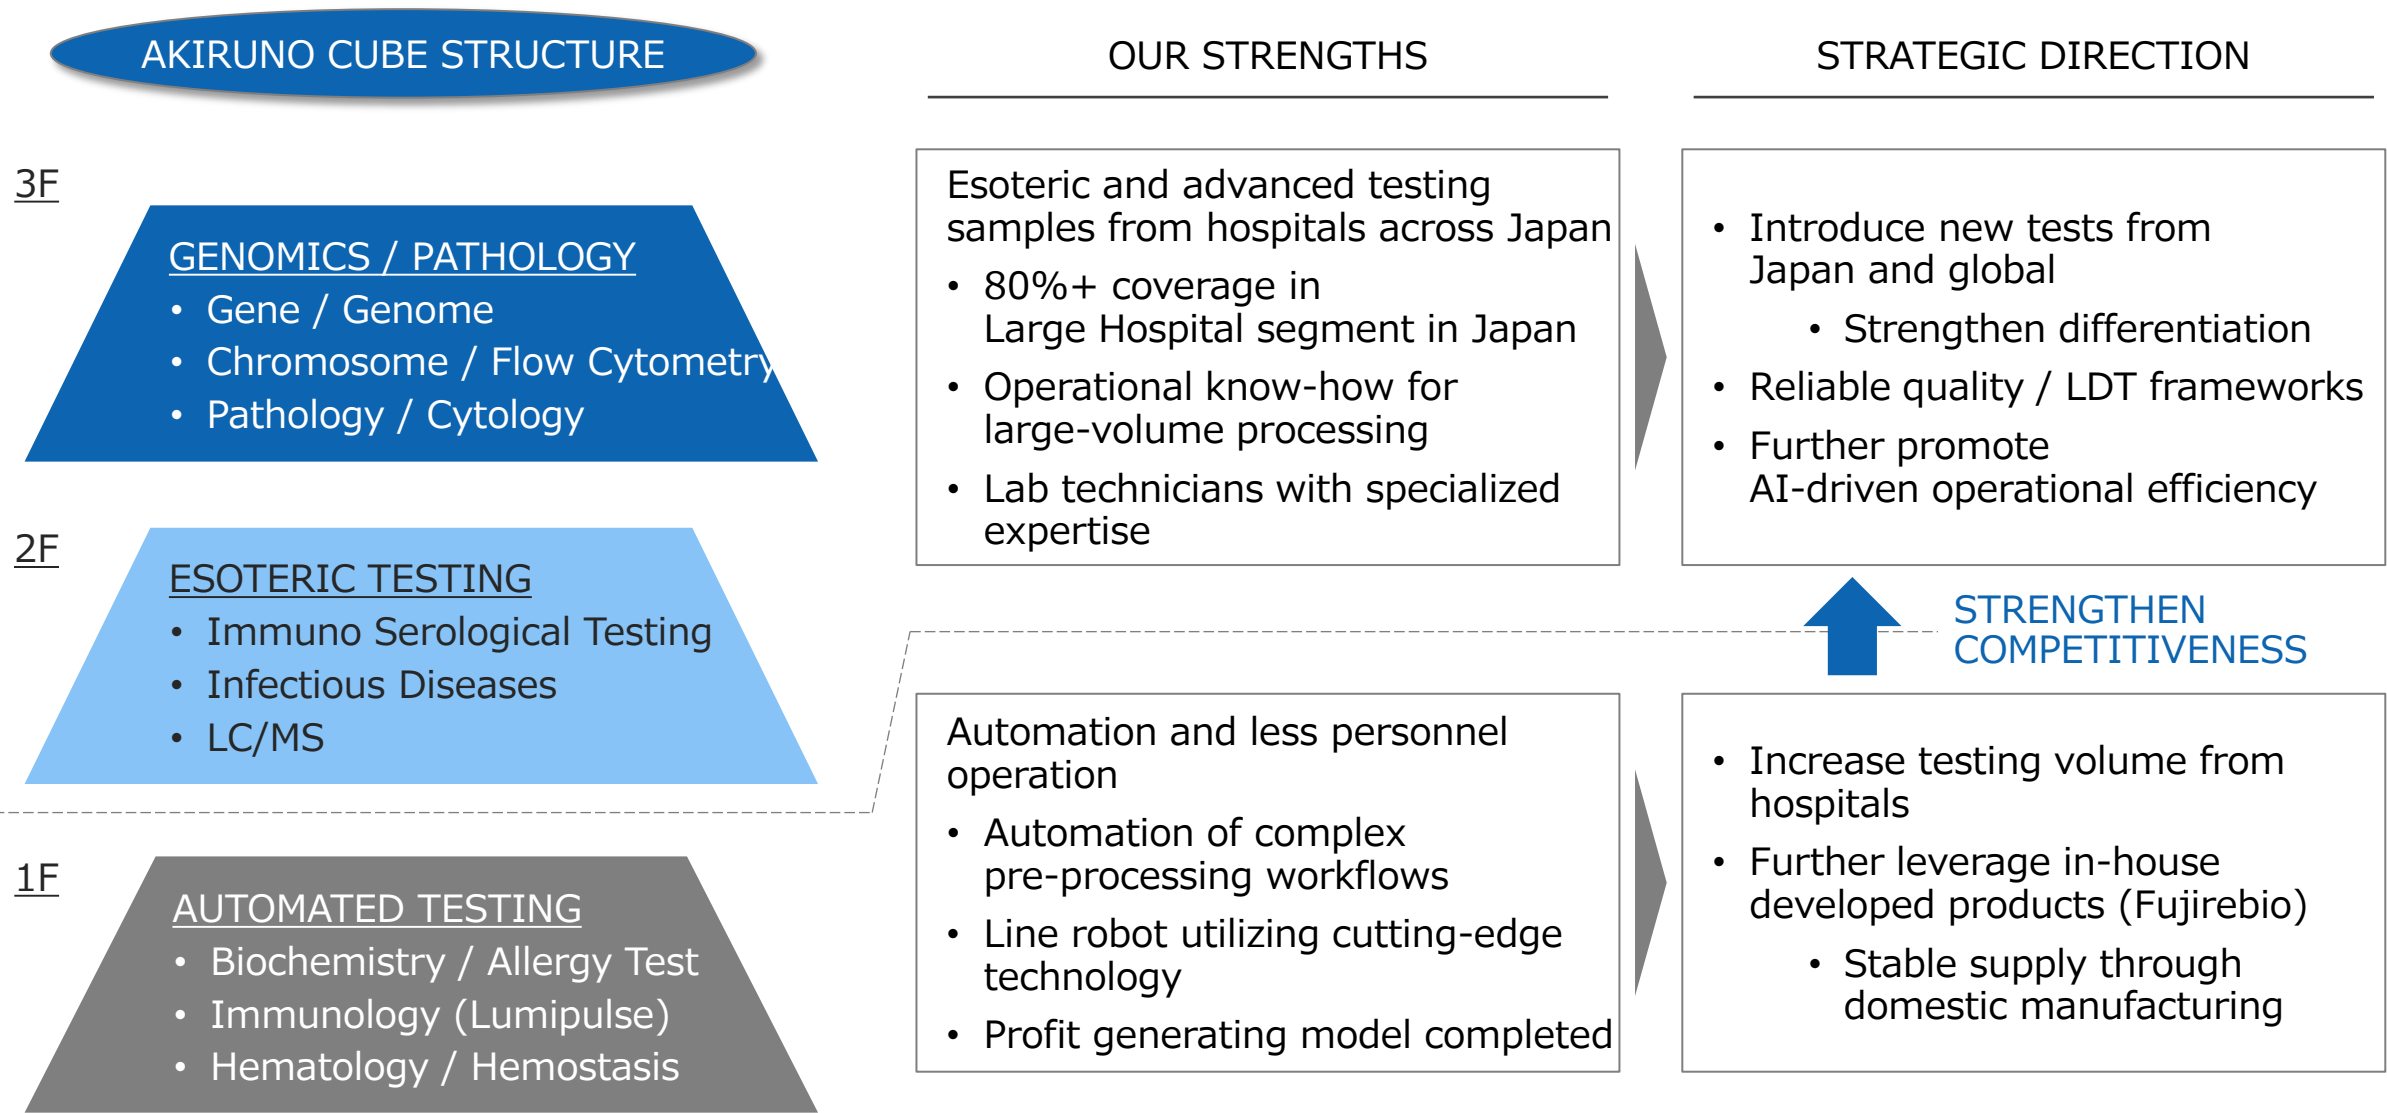 AKIRUNO CUBE STRUCTURE
OUR STRENGTHS
STRATEGIC DIRECTION
3F
GENOMICS / PATHOLOGY
• Gene / Genome
• Chromosome / Flow Cytometry
• Pathology / Cytology
2F
ESOTERIC TESTING
• Immuno Serological Testing
• Infectious Diseases
• LC/MS
1F
AUTOMATED TESTING
• Biochemistry / Allergy Test
• Immunology (Lumipulse)
• Hematology / Hemostasis
Esoteric and advanced testing
samples from hospitals across Japan
• 80%+ coverage in
Large Hospital segment in Japan
• Operational know-how for
large-volume processing
• Lab technicians with specialized
expertise
• Introduce new tests from
Japan and global
• Strengthen differentiation
• Reliable quality / LDT frameworks
• Further promote
AI-driven operational efficiency
STRENGTHEN
COMPETITIVENESS
Automation and less personnel
operation
• Automation of complex
pre-processing workflows
• Line robot utilizing cutting-edge
technology
• Profit generating model completed
• Increase testing volume from
hospitals
• Further leverage in-house
developed products (Fujirebio)
• Stable supply through
domestic manufacturing